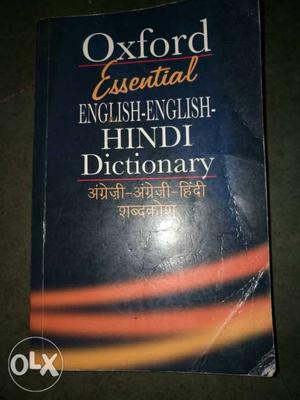 Oxford
Essential
ENGLISH-ENGLISH-
HINDI
Dictionary
अंग्रेज़ी-अंग्रेज़ी-हिंदी
शब्दकोश
OLX